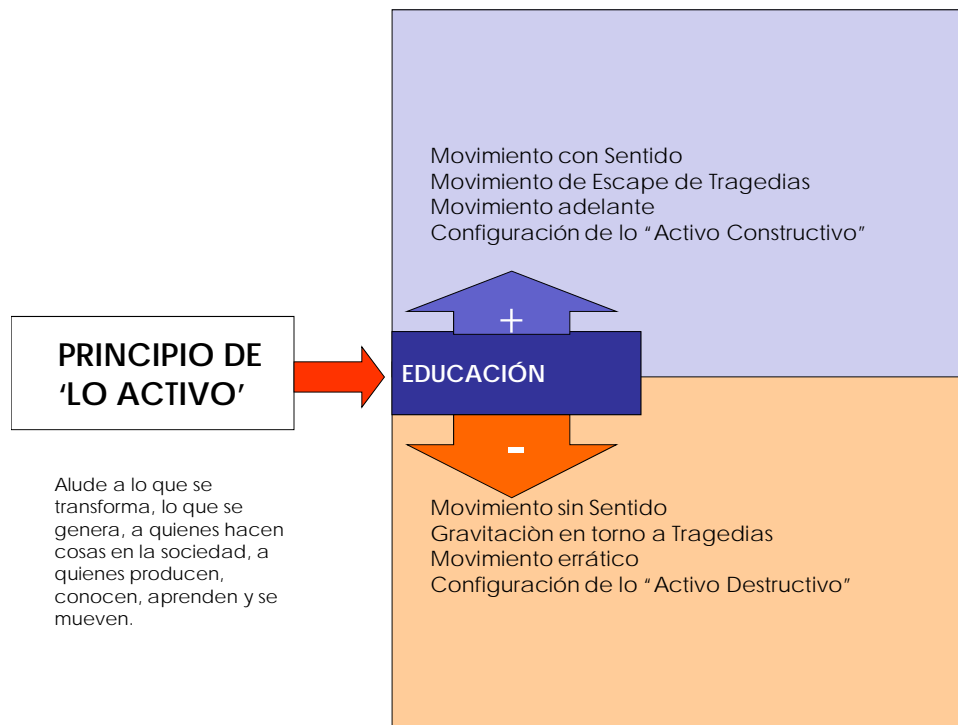 Movimiento con Sentido
Movimiento de Escape de Tragedias
Movimiento adelante
Configuración de lo “Activo Constructivo”
+
PRINCIPIO DE
‘LO ACTIVO’
EDUCACIÓN
-
Alude a lo que se
transforma, lo que se
genera, a quienes hacen
cosas en la sociedad, a
quienes producen,
conocen, aprenden y se
mueven.
Movimiento sin Sentido
Gravitaciòn en torno a Tragedias
Movimiento errático
Configuración de lo “Activo Destructivo”